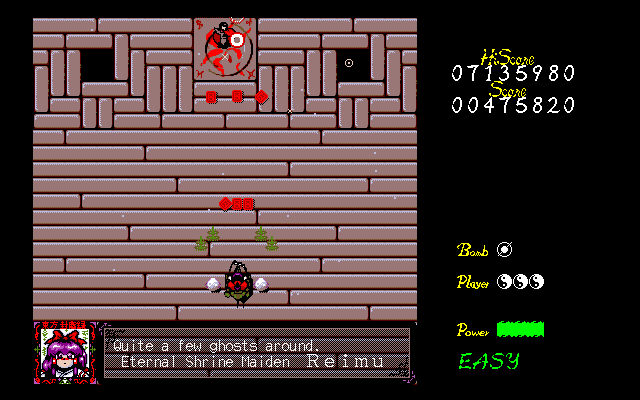 HiScore
07135980
Score
00475820
Bomb
Player
Power
EASY
Quite a few ghosts around.
Eternal Shrine Maiden Reimu